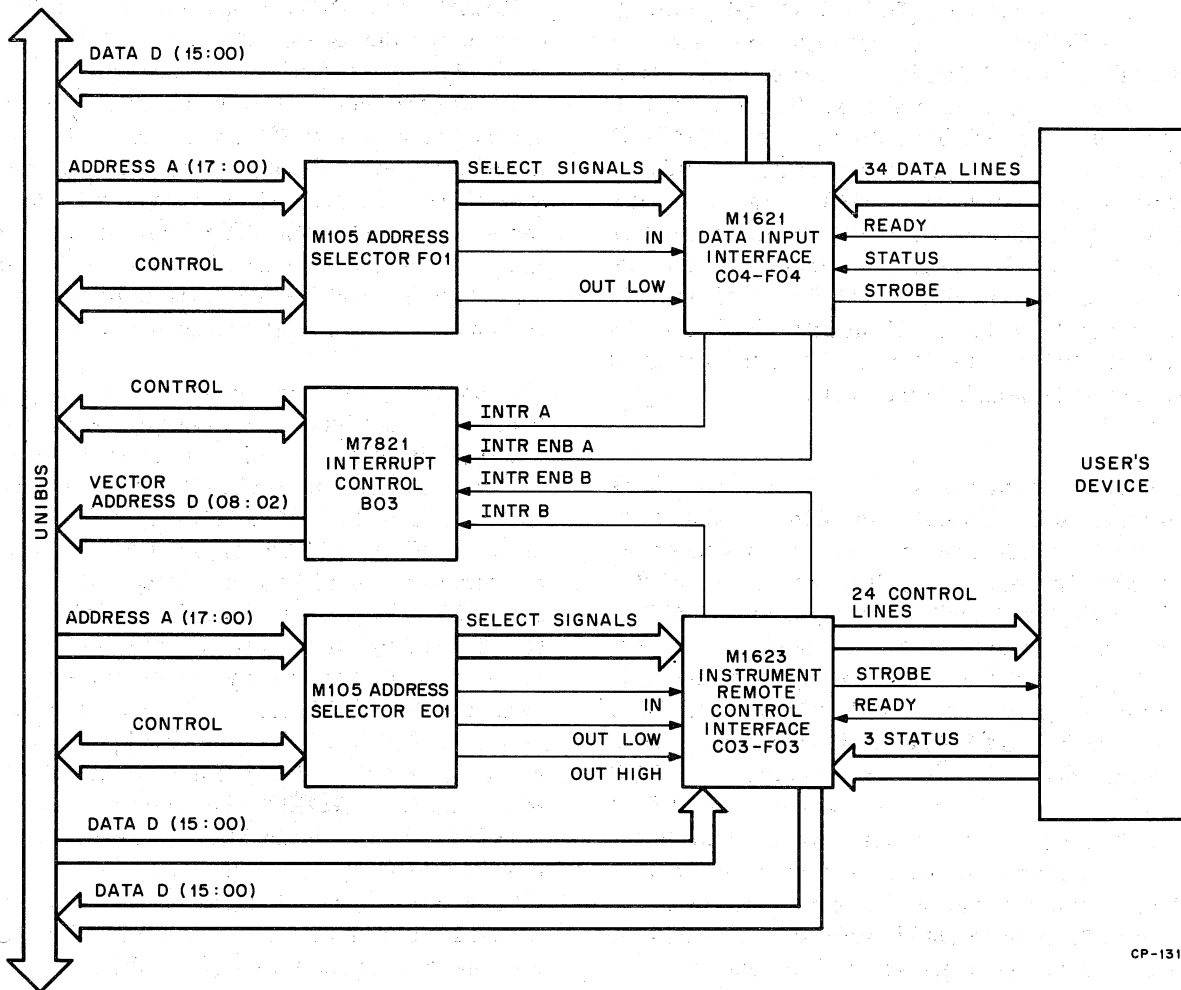 DATA D (15:00)
ADDRESS A (17:00)
SELECT SIGNALS
34 DATA LINES
M105 ADDRESS
SELECTOR F01
M1621
DATA INPUT
INTERFACE
C04-F04
READY
IN
STATUS
CONTROL
OUT LOW
STROBE
CONTROL
INTR A
M7821
INTERRUPT
CONTROL
B03
INTR ENB A
USER'S
DEVICE
UNIBUS
VECTOR
ADDRESS D (08:02)
INTR ENB B
INTR B
24 CONTROL
LINES
ADDRESS A (17:00)
SELECT SIGNALS
M1623
INSTRUMENT
REMOTE
CONTROL
INTERFACE
C03-F03
STROBE
M105 ADDRESS
SELECTOR E01
IN
READY
CONTROL
OUT LOW
3 STATUS
OUT HIGH
DATA D (15:00)
DATA D (15:00)
CP-131